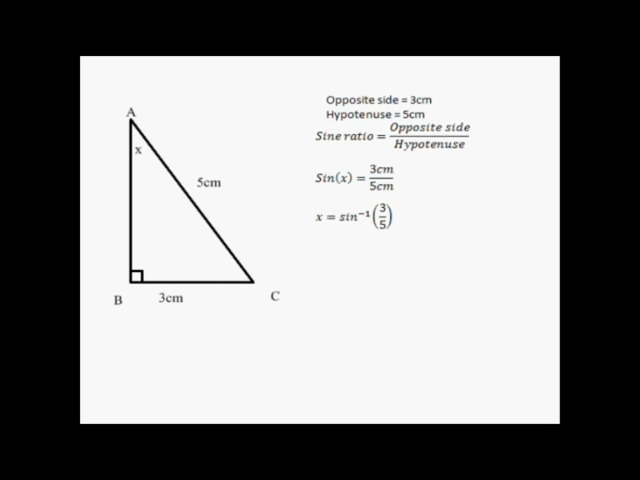 A
x
5cm
B
3cm
C
Opposite side = 3cm
Hypotenuse = 5cm
Sine ratio = Opposite side / Hypotenuse
Sin(x) = 3cm / 5cm
x = sin⁻¹(3/5)